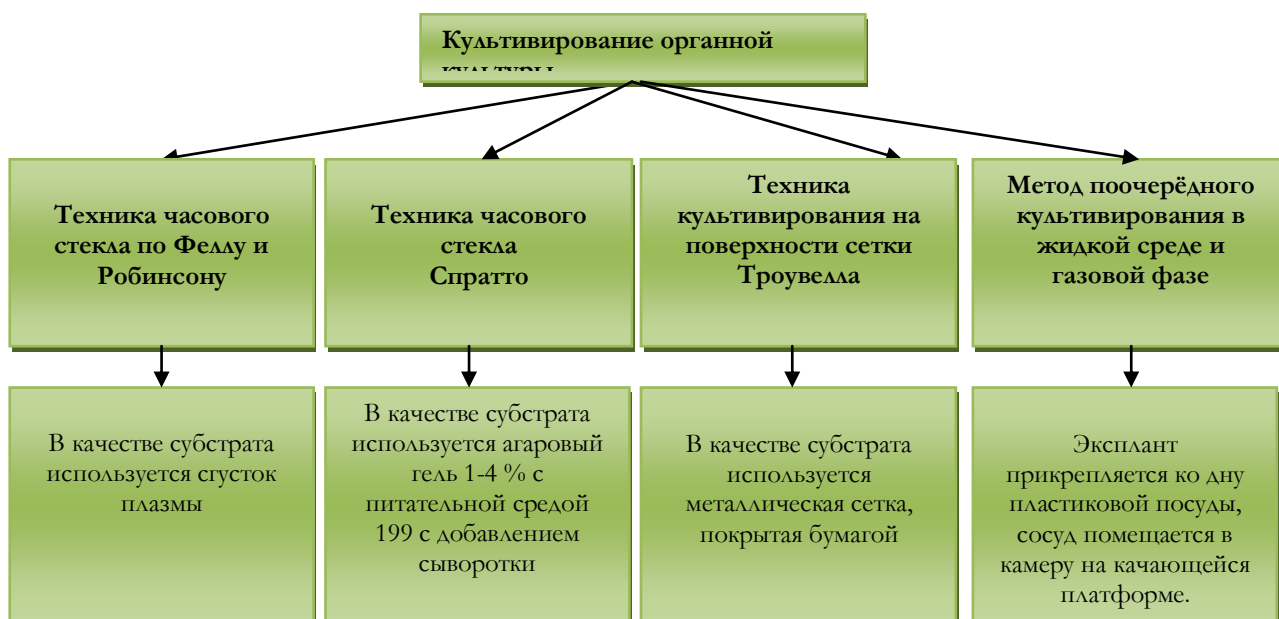 Культивирование органной
культуры
Техника часового
стекла по Феллу и
Робинсону
Техника часового
стекла
Спратто
Техника
культивирования на
поверхности сетки
Троувелла
Метод поочерёдного
культивирования в
жидкой среде и
газовой фазе
В качестве субстрата
используется сгусток
плазмы
В качестве субстрата
используется агаровый
гель 1-4 % с
питательной средой
199 с добавлением
сыворотки
В качестве субстрата
используется
металлическая сетка,
покрытая бумагой
Эксплант
прикрепляется ко дну
пластиковой посуды,
сосуд помещается в
камеру на качающейся
платформе.